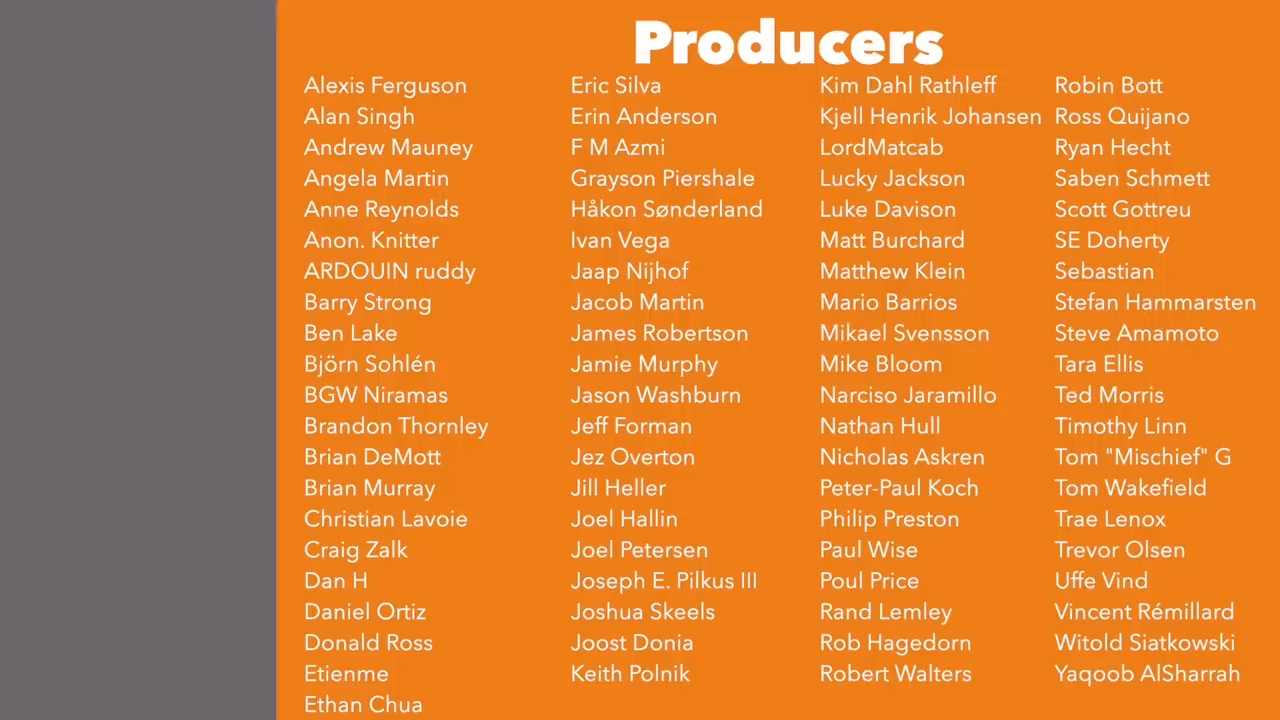 Producers
Alexis Ferguson
Alan Singh
Andrew Mauney
Angela Martin
Anne Reynolds
Anon. Knitter
ARDOUIN ruddy
Barry Strong
Ben Lake
Björn Sohlén
BGW Niramas
Brandon Thornley
Brian DeMott
Brian Murray
Christian Lavoie
Craig Zalk
Dan H
Daniel Ortiz
Donald Ross
Etienme
Ethan Chua
Eric Silva
Erin Anderson
F M Azmi
Grayson Piershale
Håkon Sønderland
Ivan Vega
Jaap Nijhof
Jacob Martin
James Robertson
Jamie Murphy
Jason Washburn
Jeff Forman
Jez Overton
Jill Heller
Joel Hallin
Joel Petersen
Joseph E. Pilkus III
Joshua Skeels
Joost Donia
Keith Polnik
Kim Dahl Rathleff
Kjell Henrik Johansen
LordMatcab
Lucky Jackson
Luke Davison
Matt Burchard
Matthew Klein
Mario Barrios
Mikael Svensson
Mike Bloom
Narciso Jaramillo
Nathan Hull
Nicholas Askren
Peter-Paul Koch
Philip Preston
Paul Wise
Poul Price
Rand Lemley
Rob Hagedorn
Robert Walters
Robin Bott
Ross Quijano
Ryan Hecht
Saben Schmett
Scott Gottreu
SE Doherty
Sebastian
Stefan Hammarsten
Steve Amamoto
Tara Ellis
Ted Morris
Timothy Linn
Tom "Mischief" G
Tom Wakefield
Trae Lenox
Trevor Olsen
Uffe Vind
Vincent Rémillard
Witold Siatkowski
Yaqoob AlSharrah